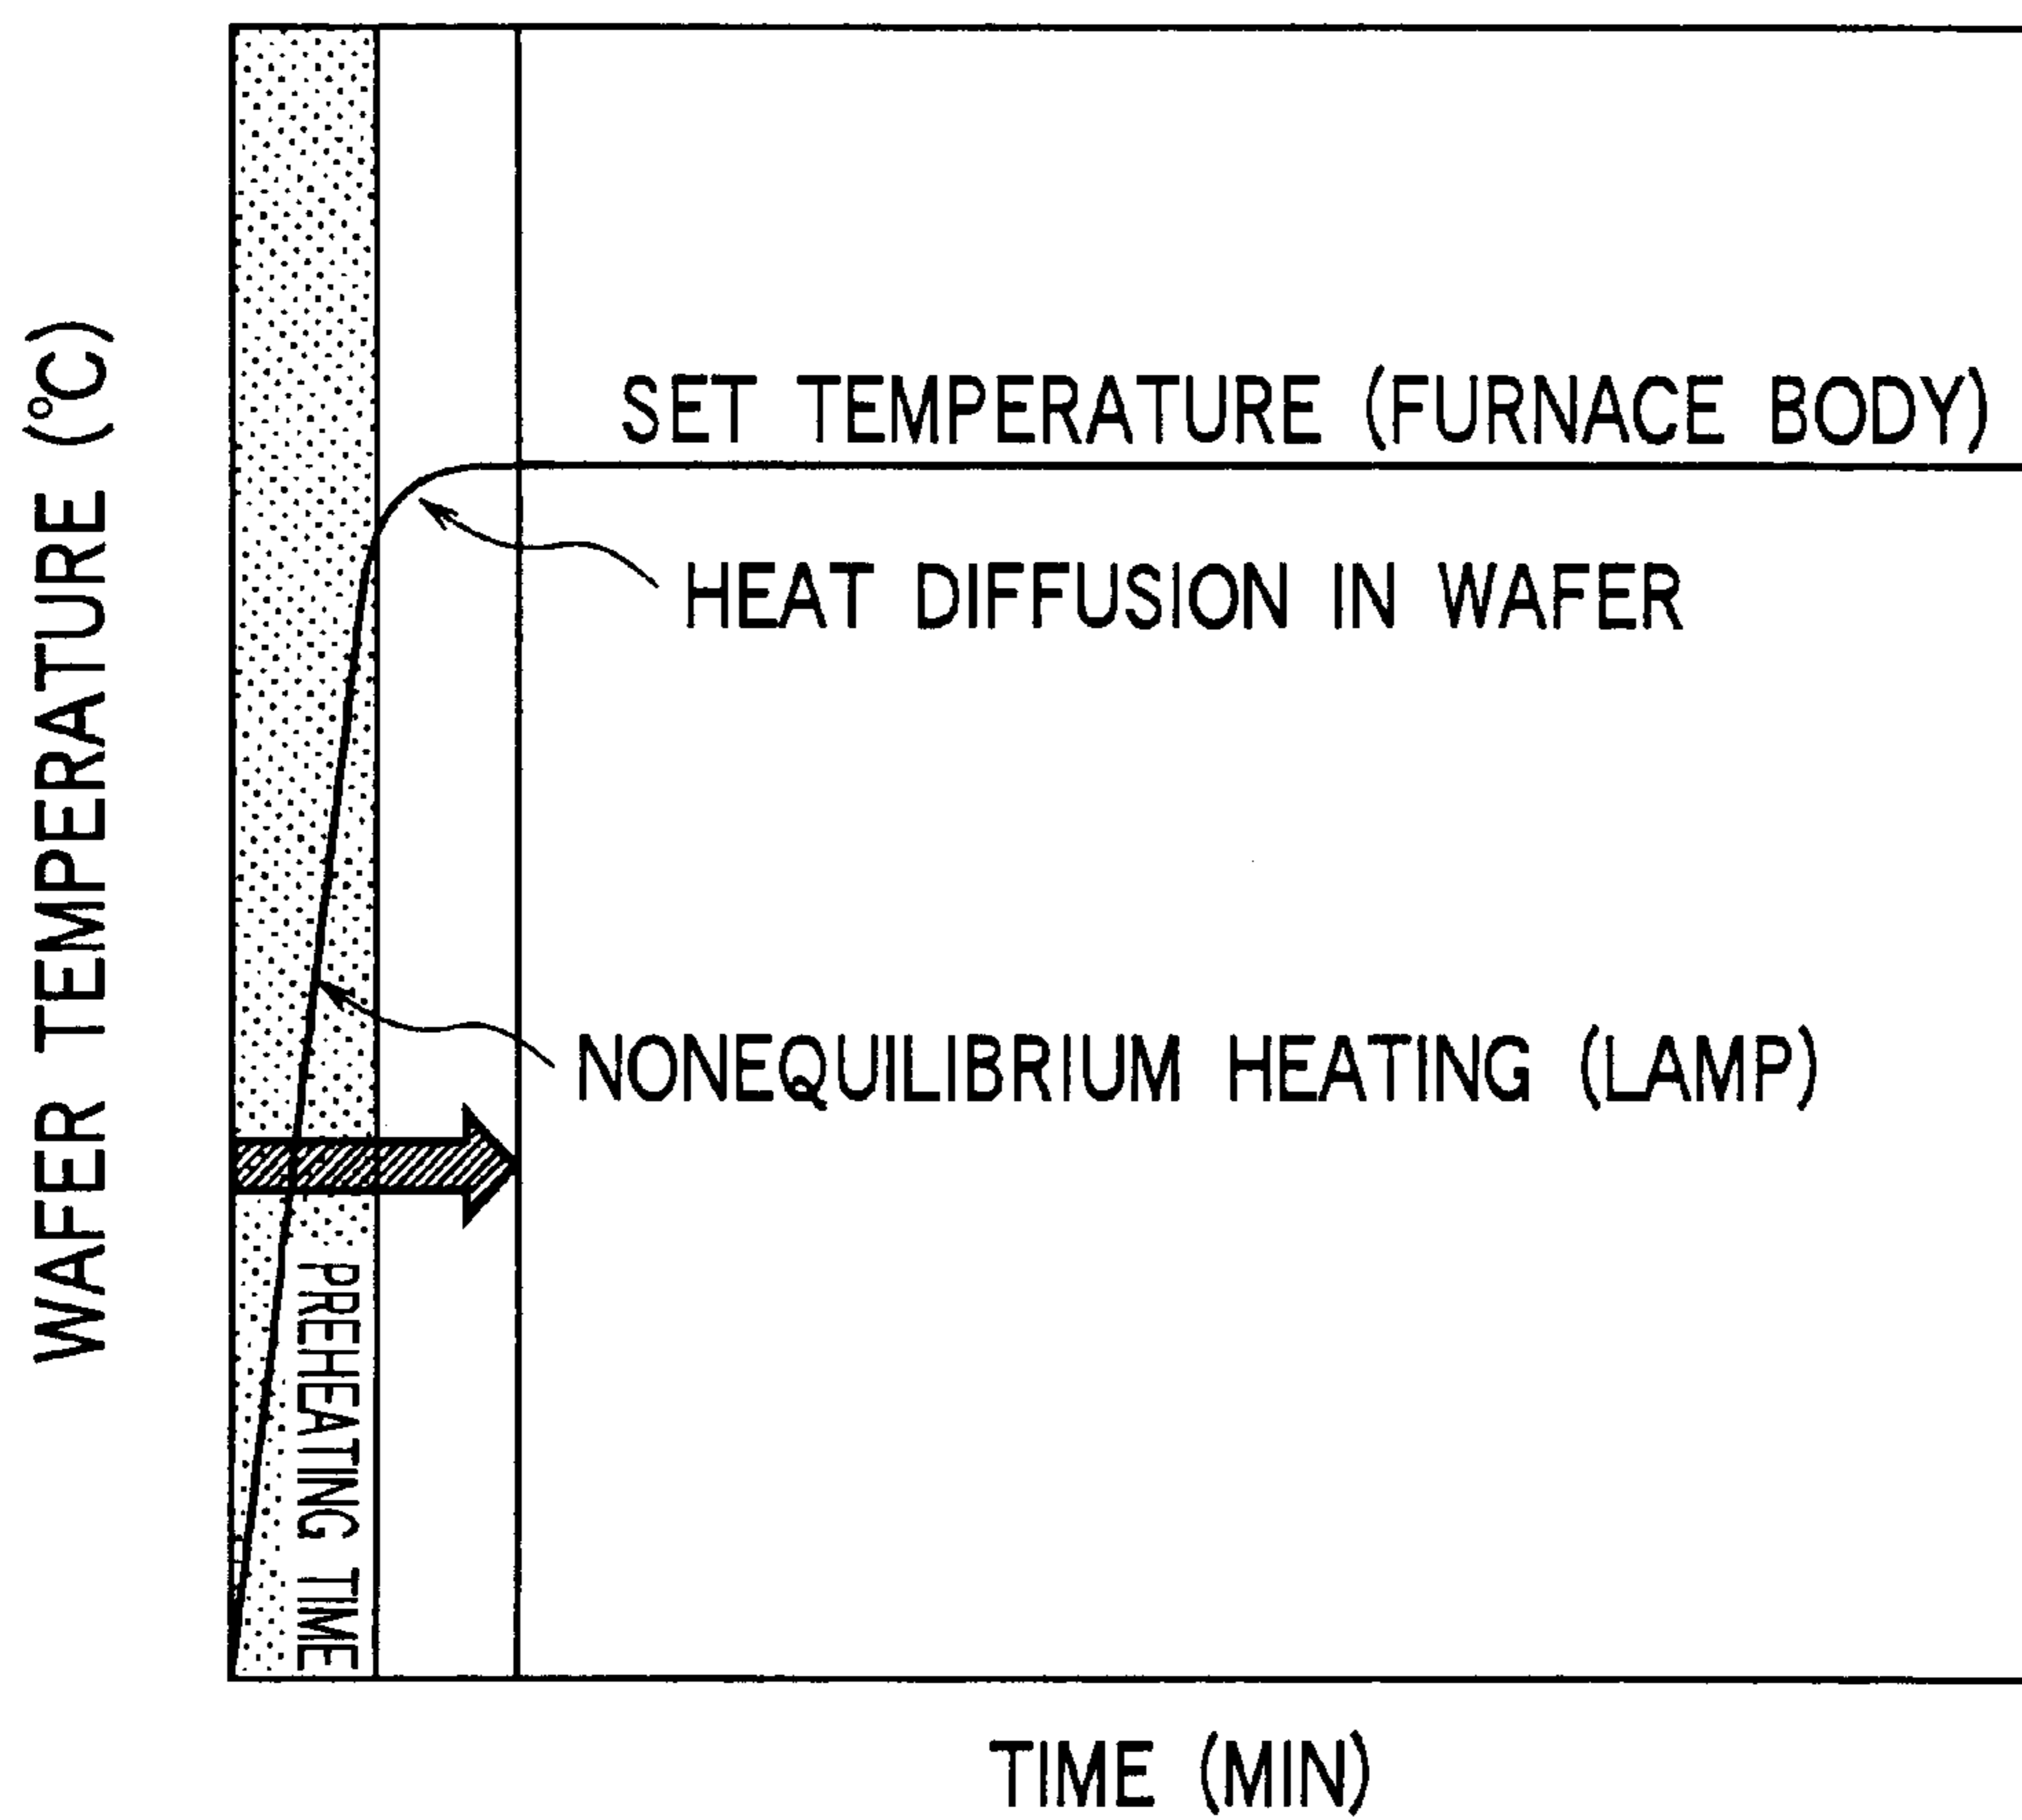 WAFER TEMPERATURE (°C)
SET TEMPERATURE (FURNACE BODY)
HEAT DIFFUSION IN WAFER
NONEQUILIBRIUM HEATING (LAMP)
PREHEATING TIME
TIME (MIN)